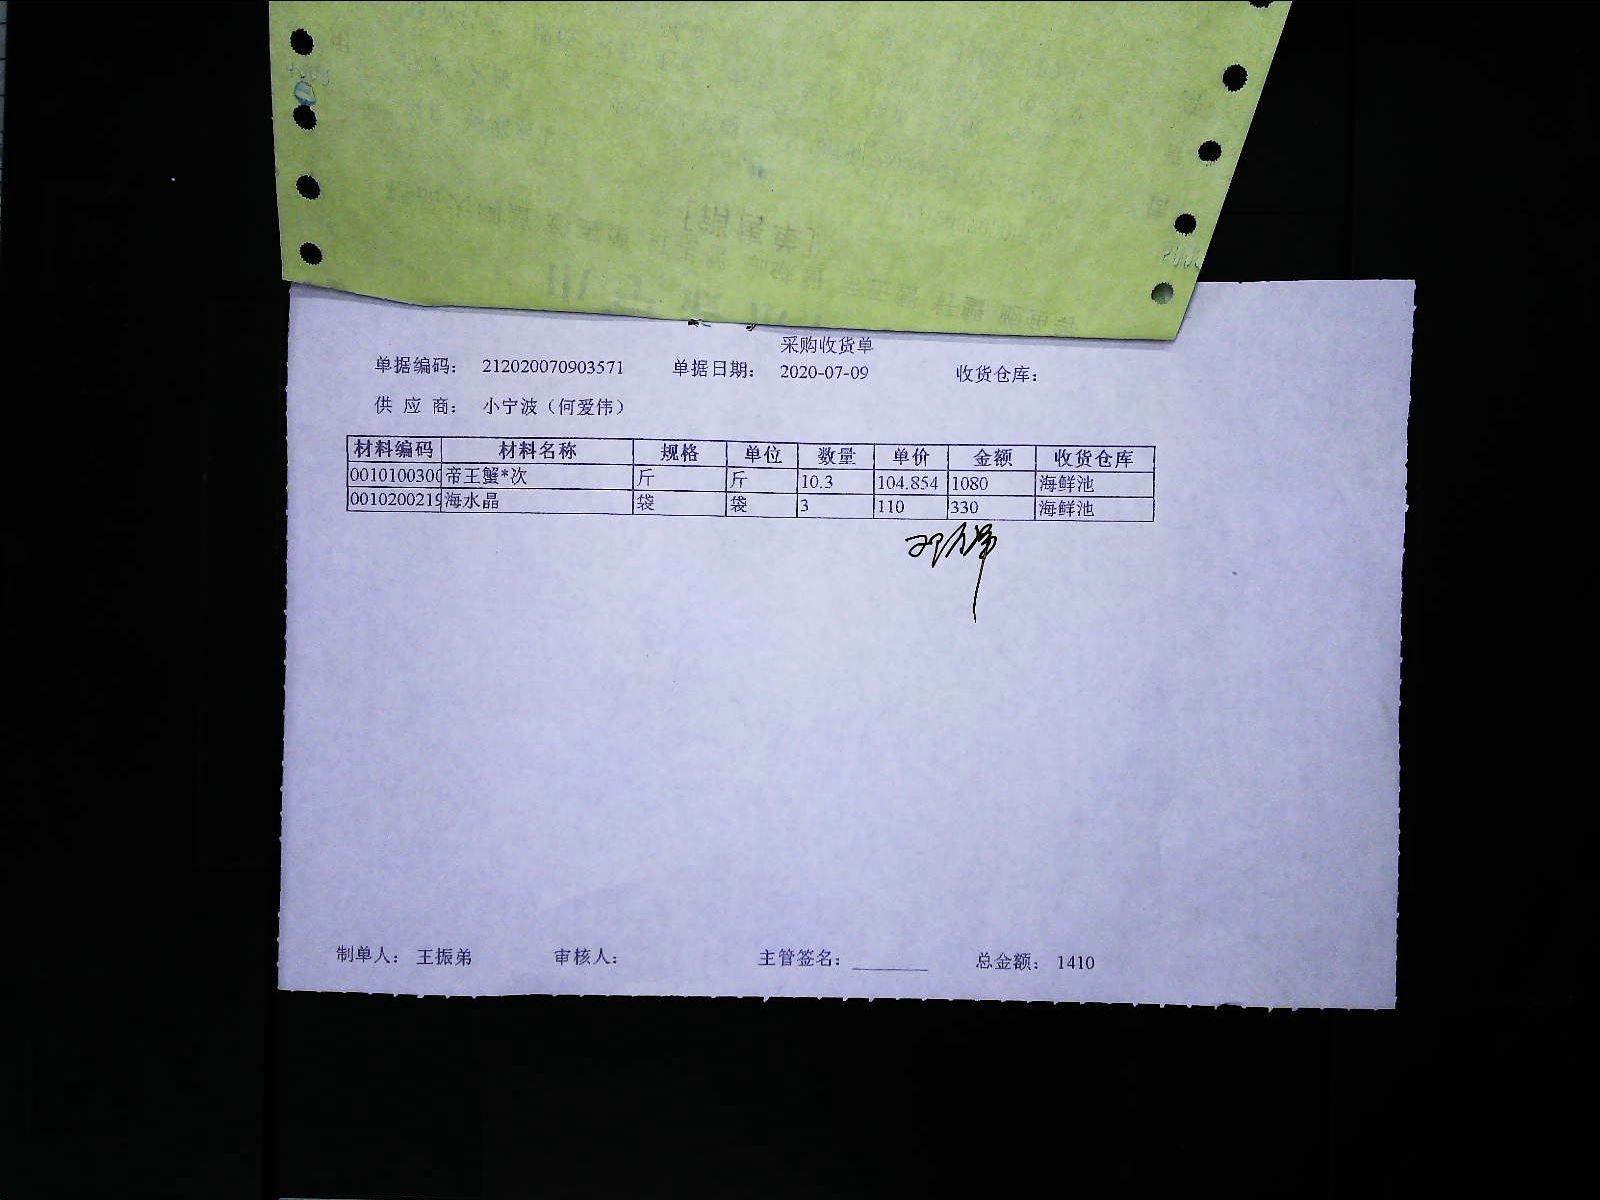 采购收货单
单据编码： 212020070903571 单据日期： 2020-07-09 收货仓库：
供 应 商： 小宁波（何爱伟）
材料编码 材料名称 规格 单位 数量 单价 金额 收货仓库
0010100300 帝王蟹*次 斤 斤 10.3 104.854 1080 海鲜池
0010200219 海水晶 袋 袋 3 110 330 海鲜池
制单人： 王振弟 审核人： 主管签名： ________ 总金额： 1410